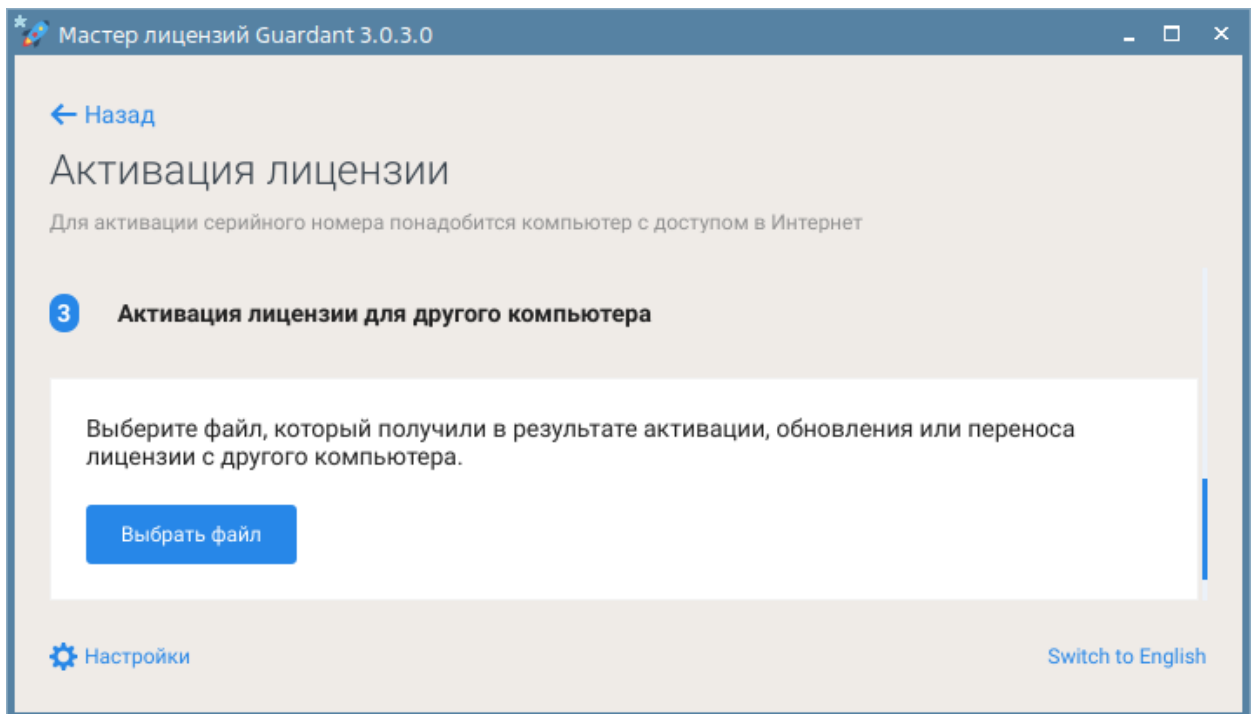 Мастер лицензий Guardant 3.0.3.0
Назад
Активация лицензии
Для активации серийного номера понадобится компьютер с доступом в Интернет
3 Активация лицензии для другого компьютера
Выберите файл, который получили в результате активации, обновления или переноса
лицензии с другого компьютера.
Выбрать файл
Настройки
Switch to English